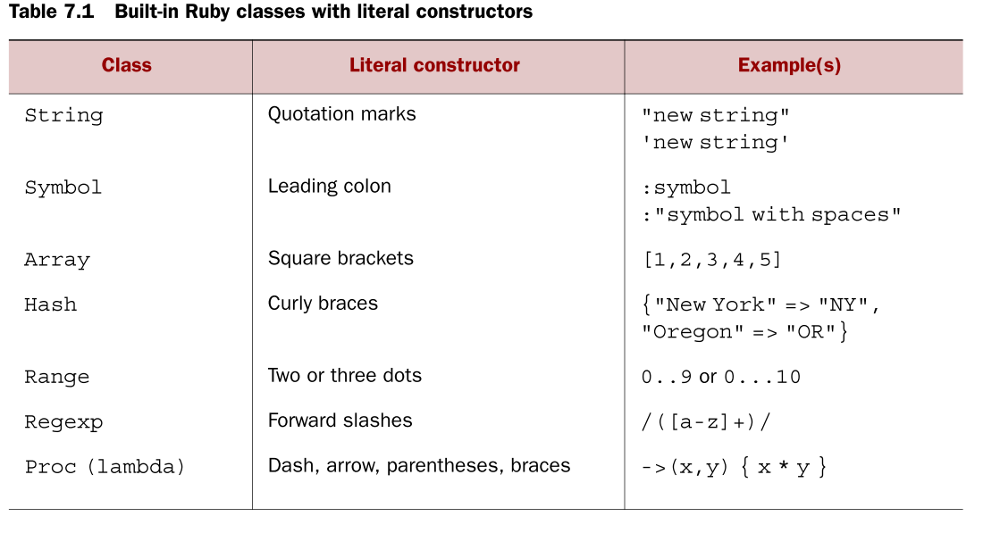 Table 7.1 Built-in Ruby classes with literal constructors
Class Literal constructor Example(s)
String Quotation marks "new string"
'new string'
Symbol Leading colon :symbol
:"symbol with spaces"
Array Square brackets [1,2,3,4,5]
Hash Curly braces {"New York" => "NY",
"Oregon" => "OR"}
Range Two or three dots 0..9 or 0...10
Regexp Forward slashes /([a-z]+)/
Proc (lambda) Dash, arrow, parentheses, braces ->(x,y) { x * y }